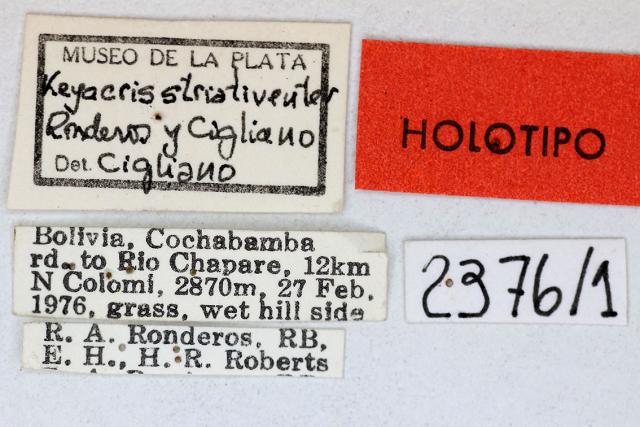 MUSEO DE LA PLATA
Keyacris striativenter
Ronderos y Cigliano
Det. Cigliano
HOLOTIPO
Bolivia, Cochabamba
rd. to Rio Chapare, 12km
N Colomi, 2870m, 27 Feb.
1976, grass, wet hill side
R. A. Ronderos, RB,
E. H., H. R. Roberts
2376/1